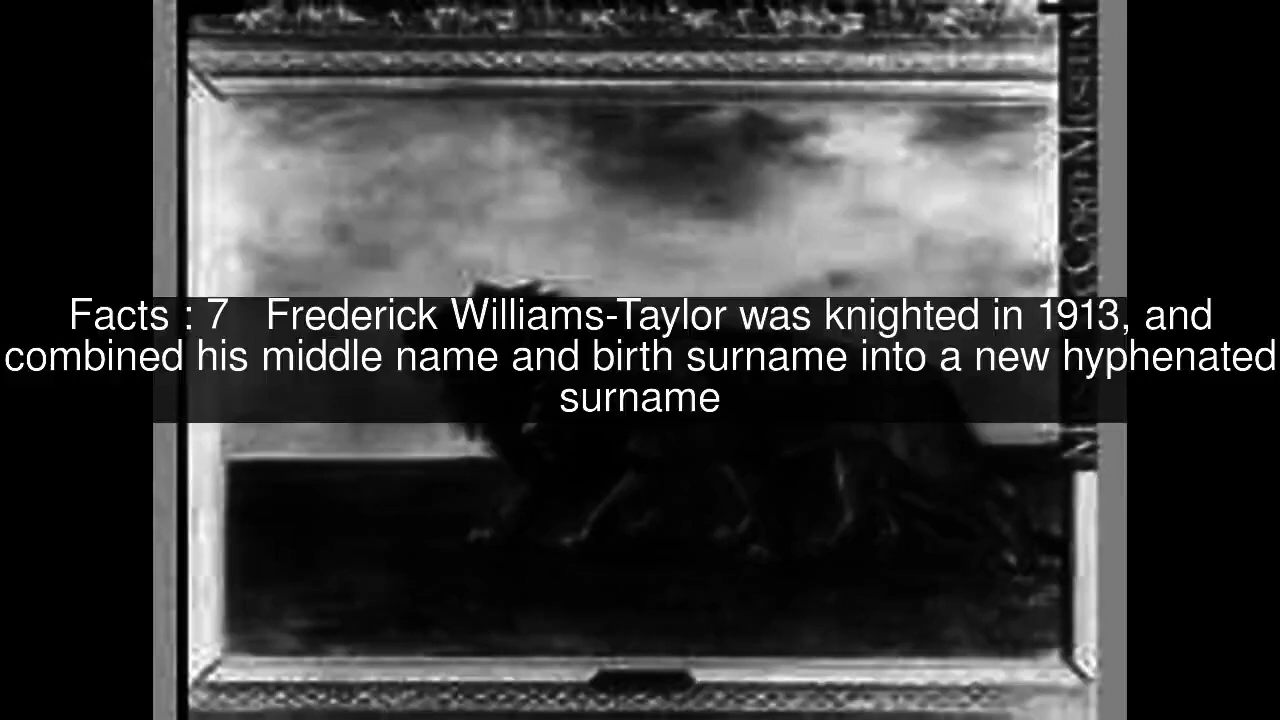 Facts : 7 Frederick Williams-Taylor was knighted in 1913, and
combined his middle name and birth surname into a new hyphenated
surname